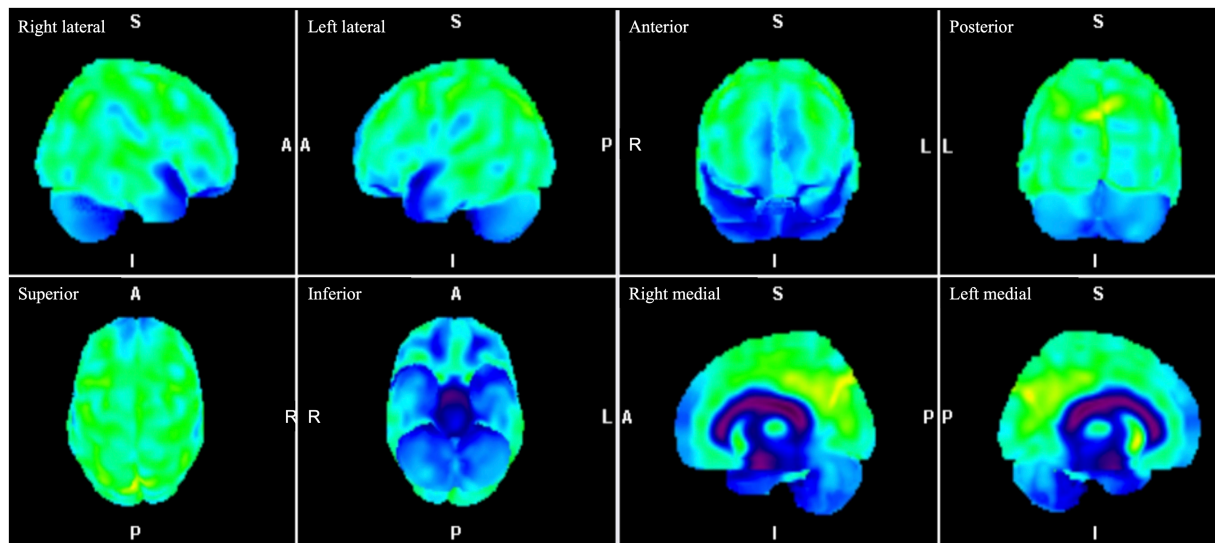 Right lateral
S
A
I
Left lateral
S
A
P
I
Anterior
S
R
L
I
Posterior
S
L
I
Superior
A
R
P
Inferior
A
R
L
P
Right medial
S
A
P
I
Left medial
S
P
I